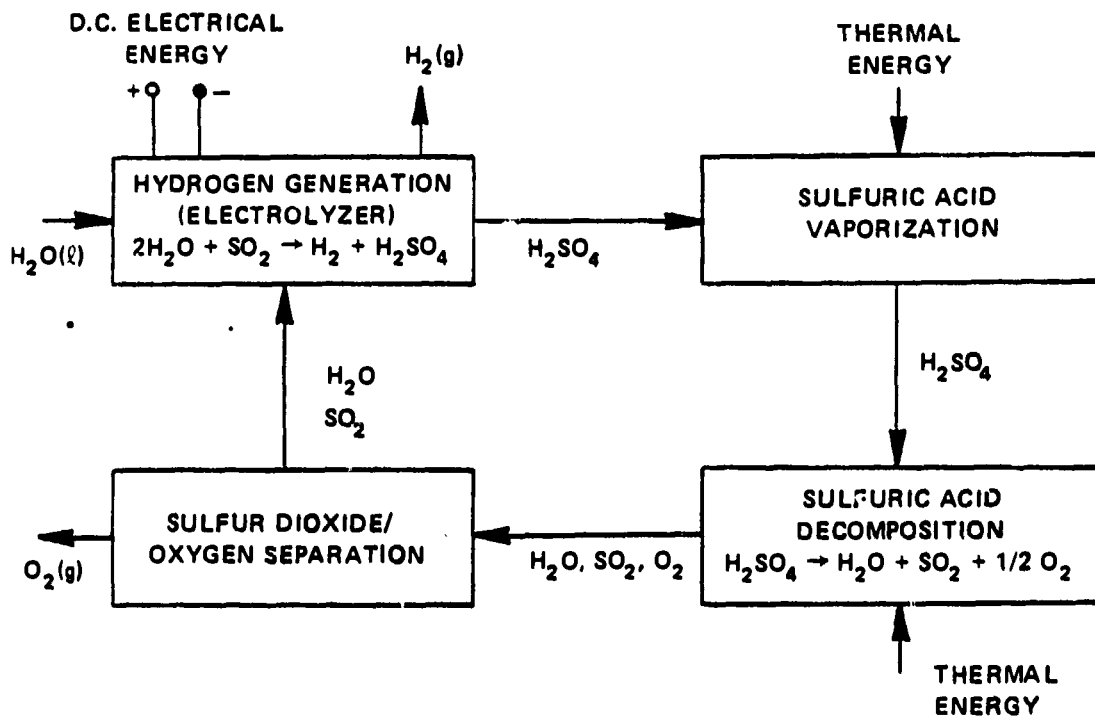 D.C. ELECTRICAL
ENERGY
+ −
H₂(g)
THERMAL
ENERGY
HYDROGEN GENERATION
(ELECTROLYZER)
2H₂O + SO₂ → H₂ + H₂SO₄
H₂O(ℓ)
H₂SO₄
SULFURIC ACID
VAPORIZATION
H₂O
SO₂
H₂SO₄
SULFUR DIOXIDE/
OXYGEN SEPARATION
O₂(g)
H₂O, SO₂, O₂
SULFURIC ACID
DECOMPOSITION
H₂SO₄ → H₂O + SO₂ + 1/2 O₂
THERMAL
ENERGY